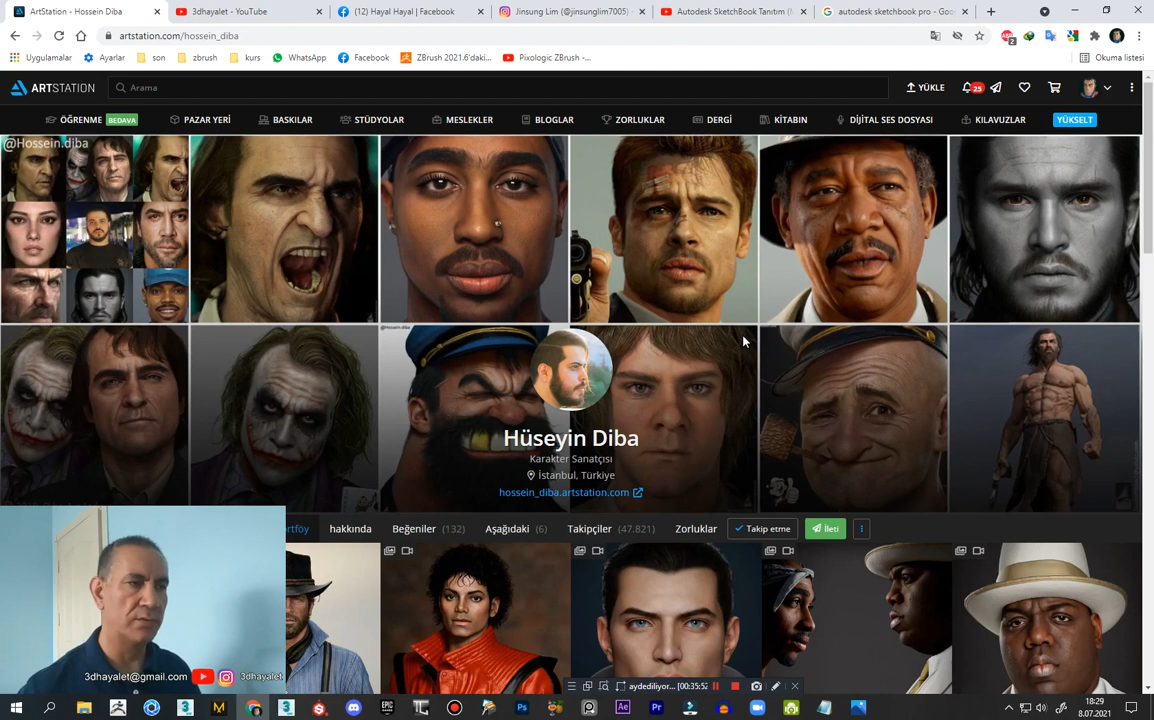 ArtStation - Hossein Diba
3dhayalet - YouTube
(12) Hayal Hayal | Facebook
Jinsung Lim (@jinsunglim7005)
Autodesk SketchBook Tanıtım (
autodesk sketchbook pro - Goo
artstation.com/hossein_diba
2
Uygulamalar
Ayarlar
son
zbrush
kurs
WhatsApp
Facebook
ZBrush 2021.6'daki...
Pixologic ZBrush -...
Okuma listesi
ARTSTATION
Arama
YÜKLE
25
ÖĞRENME BEDAVA
PAZAR YERİ
BASKILAR
STÜDYOLAR
MESLEKLER
BLOGLAR
ZORLUKLAR
DERGİ
KİTABIN
DİJİTAL SES DOSYASI
KILAVUZLAR
YÜKSELT
@Hossein.diba
@Hossein.diba
Hüseyin Diba
Karakter Sanatçısı
İstanbul, Türkiye
hossein_diba.artstation.com
rtföy
hakkında
Beğeniler (132)
Aşağıdaki (6)
Takipçiler (47.821)
Zorluklar
Takip etme
İleti
3dhayalet@gmail.com
3dhayalet
aydediliyor... [00:35:52
18:29
8.07.2021